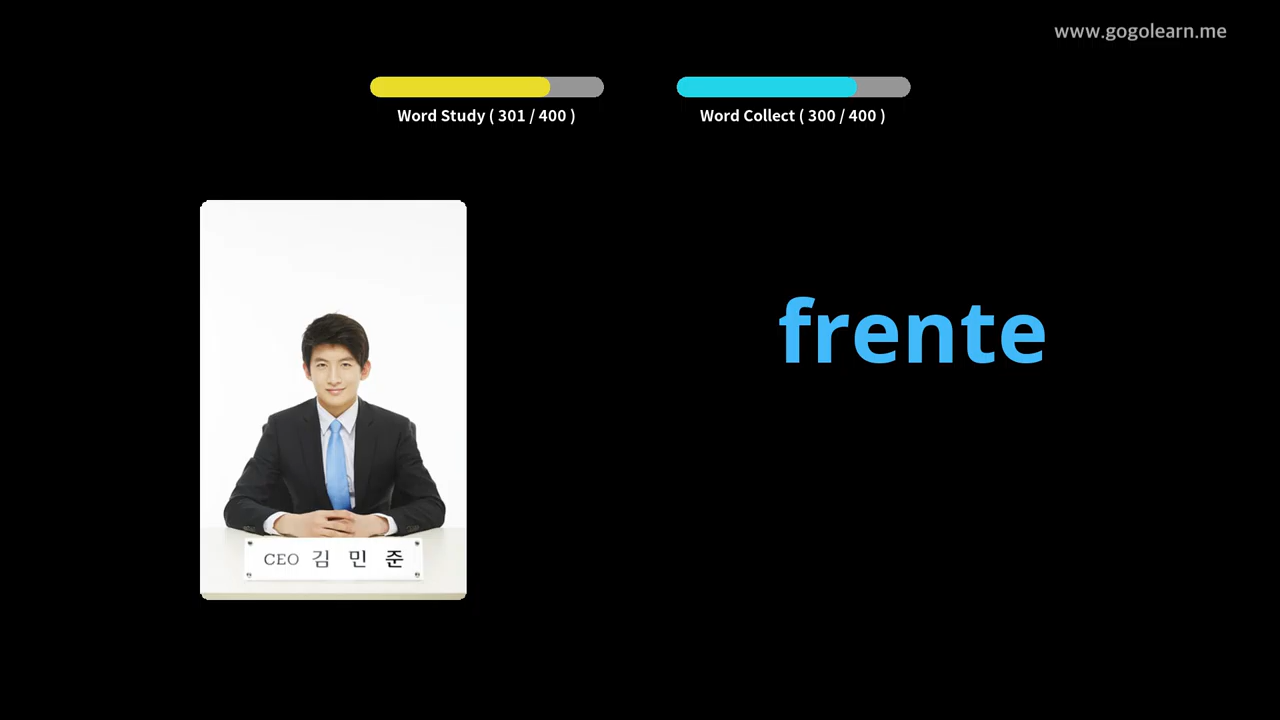 www.gogolearn.me
Word Study ( 301 / 400 )
Word Collect ( 300 / 400 )
frente
CEO 김 민 준